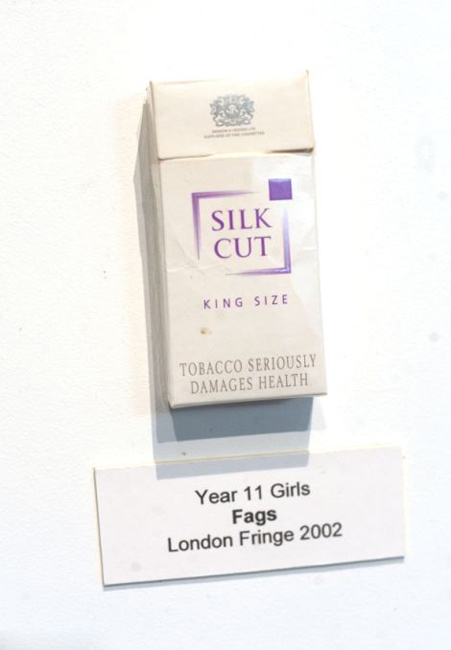 SILK
CUT
KING SIZE
TOBACCO SERIOUSLY
DAMAGES HEALTH
Year 11 Girls
Fags
London Fringe 2002